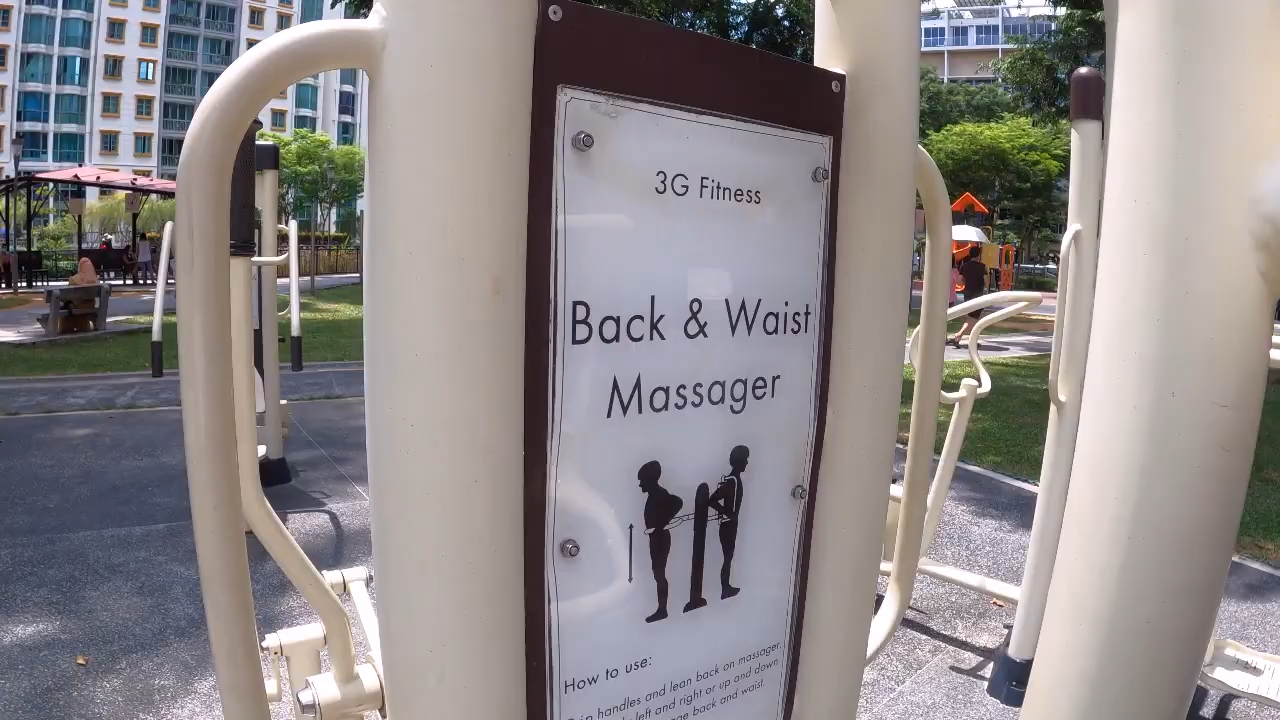 3G Fitness
Back & Waist
Massager
How to use:
handles and lean back on massager.
left and right or up and down
back and waist.